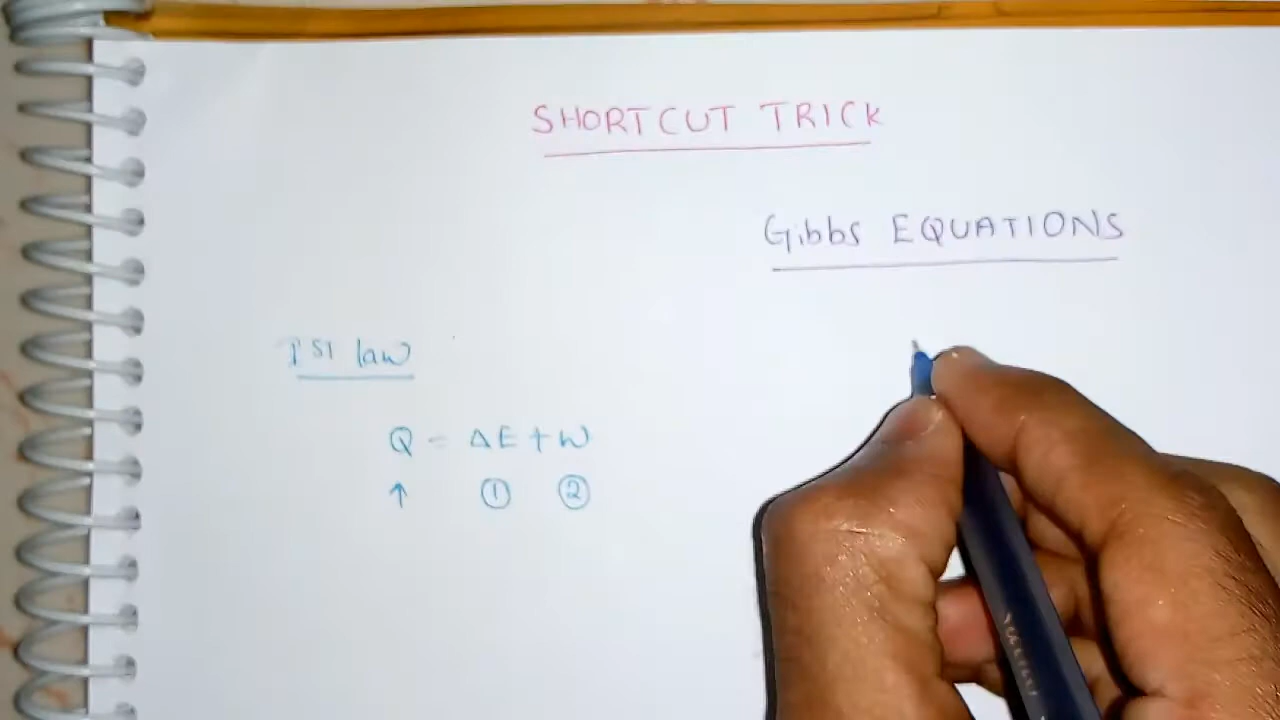 SHORTCUT TRICK
Gibbs EQUATIONS
1st law
Q = ΔE + W
↑ ① ②